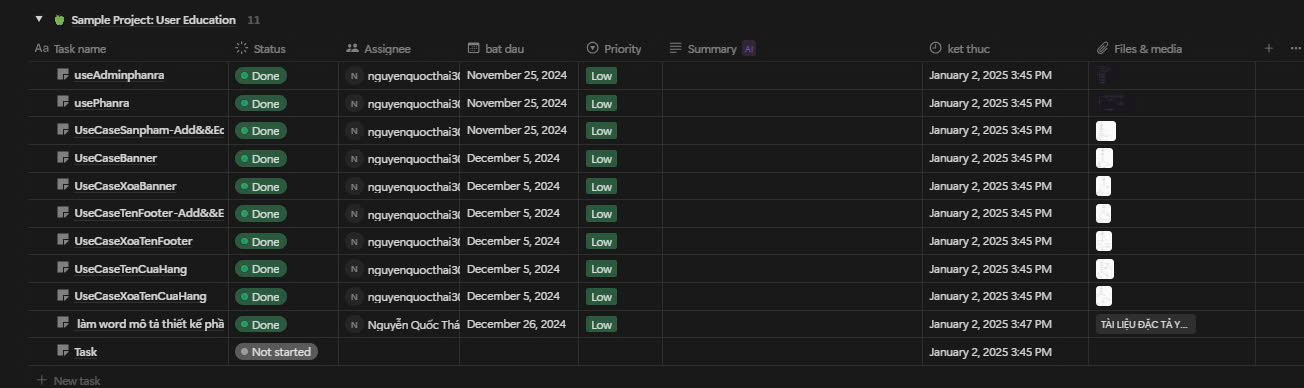 Sample Project: User Education 11
Aa Task name Status Assignee bat dau Priority Summary AI ket thuc Files & media
useAdminphanra Done N nguyenquocthai30 November 25, 2024 Low January 2, 2025 3:45 PM
usePhanra Done N nguyenquocthai30 November 25, 2024 Low January 2, 2025 3:45 PM
UseCaseSanpham-Add&&Ec Done N nguyenquocthai30 November 25, 2024 Low January 2, 2025 3:45 PM
UseCaseBanner Done N nguyenquocthai30 December 5, 2024 Low January 2, 2025 3:45 PM
UseCaseXoaBanner Done N nguyenquocthai30 December 5, 2024 Low January 2, 2025 3:45 PM
UseCaseTenFooter-Add&&E Done N nguyenquocthai30 December 5, 2024 Low January 2, 2025 3:45 PM
UseCaseXoaTenFooter Done N nguyenquocthai30 December 5, 2024 Low January 2, 2025 3:45 PM
UseCaseTenCuaHang Done N nguyenquocthai30 December 5, 2024 Low January 2, 2025 3:45 PM
UseCaseXoaTenCuaHang Done N nguyenquocthai30 December 5, 2024 Low January 2, 2025 3:45 PM
làm word mô tả thiết kế phầ Done N Nguyễn Quốc Thá December 26, 2024 Low January 2, 2025 3:47 PM TÀI LIỆU ĐẶC TẢ Y...
Task Not started January 2, 2025 3:45 PM
+ New task